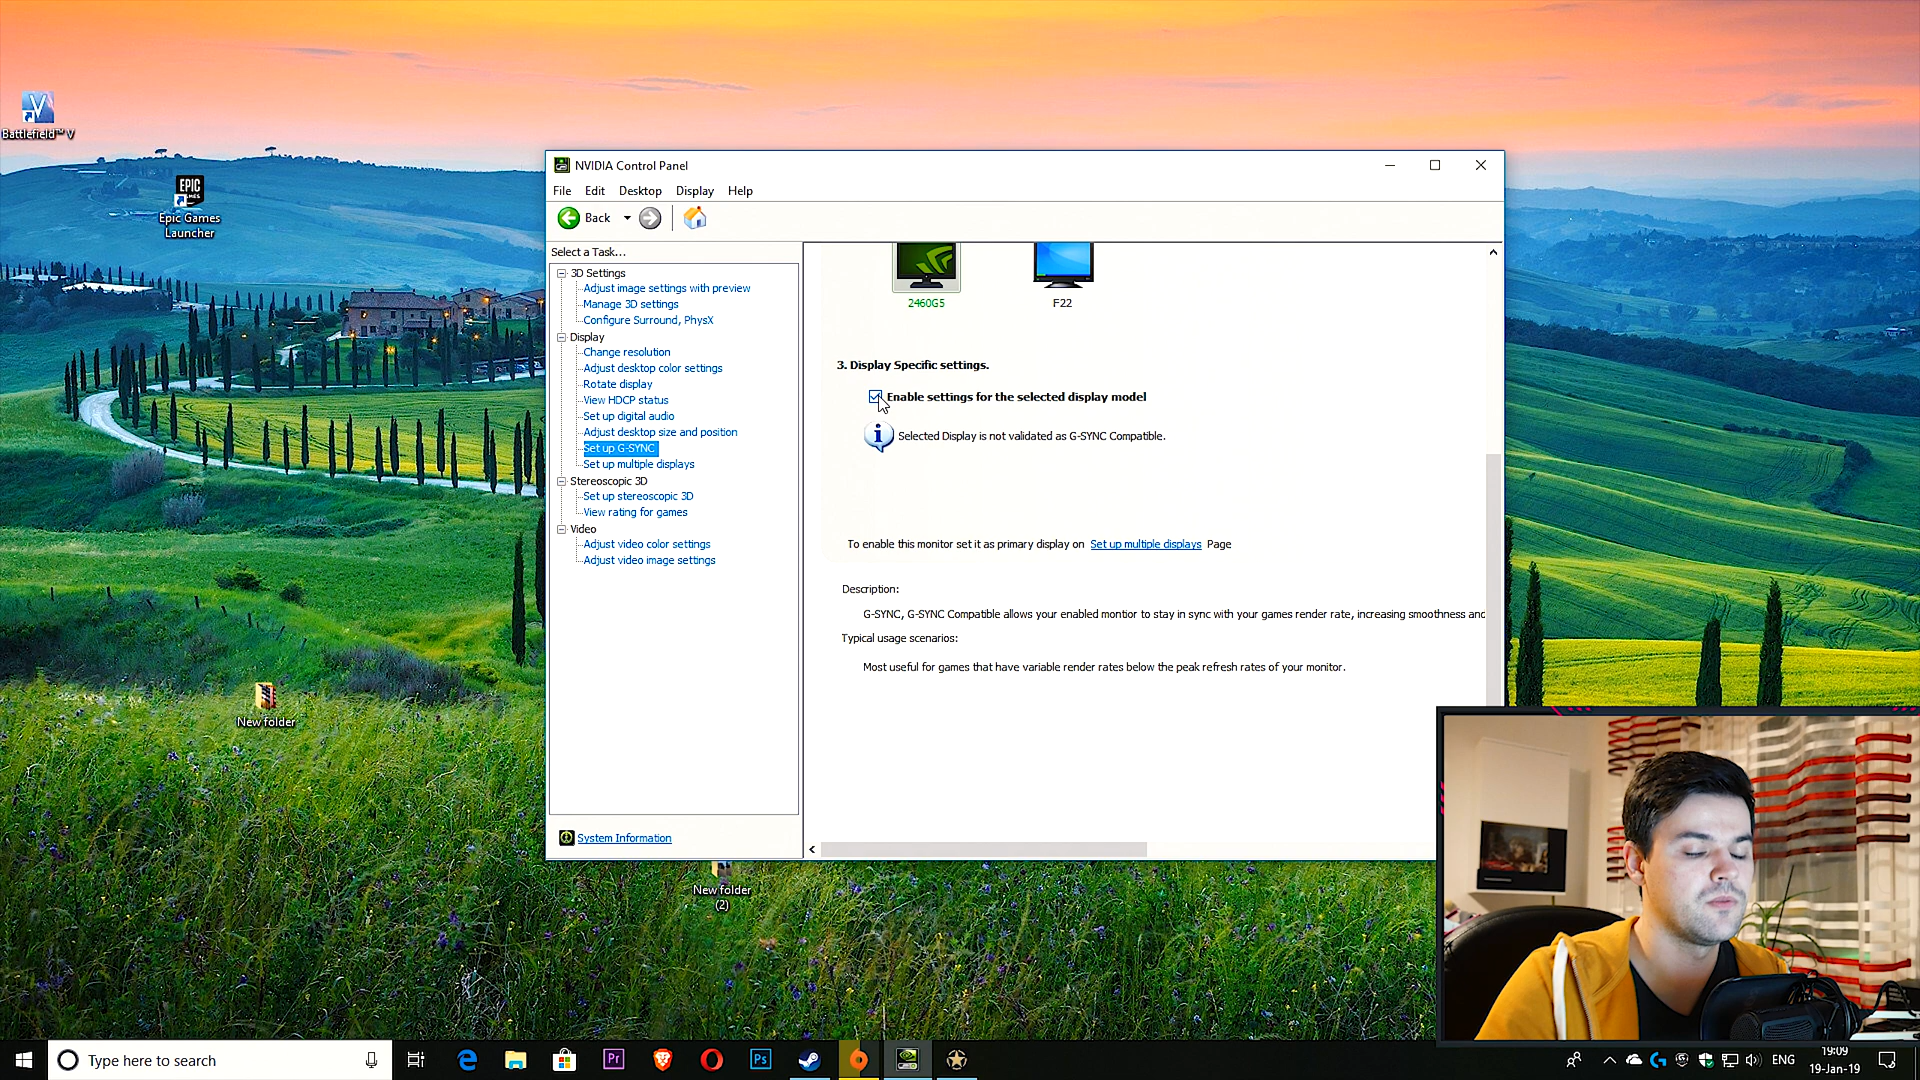 Battlefield™ V
EPIC
GAMES
Epic Games
Launcher
New folder
New folder
(2)
NVIDIA Control Panel
File Edit Desktop Display Help
Back
Select a Task...
3D Settings
Adjust image settings with preview
Manage 3D settings
Configure Surround, PhysX
Display
Change resolution
Adjust desktop color settings
Rotate display
View HDCP status
Set up digital audio
Adjust desktop size and position
Set up G-SYNC
Set up multiple displays
Stereoscopic 3D
Set up stereoscopic 3D
View rating for games
Video
Adjust video color settings
Adjust video image settings
System Information
2460G5 F22
3. Display Specific settings.
Enable settings for the selected display model
Selected Display is not validated as G-SYNC Compatible.
To enable this monitor set it as primary display on Set up multiple displays Page
Description:
G-SYNC, G-SYNC Compatible allows your enabled montior to stay in sync with your games render rate, increasing smoothness and
Typical usage scenarios:
Most useful for games that have variable render rates below the peak refresh rates of your monitor.
Type here to search
Pr
Ps
ENG
19:09
19-Jan-19